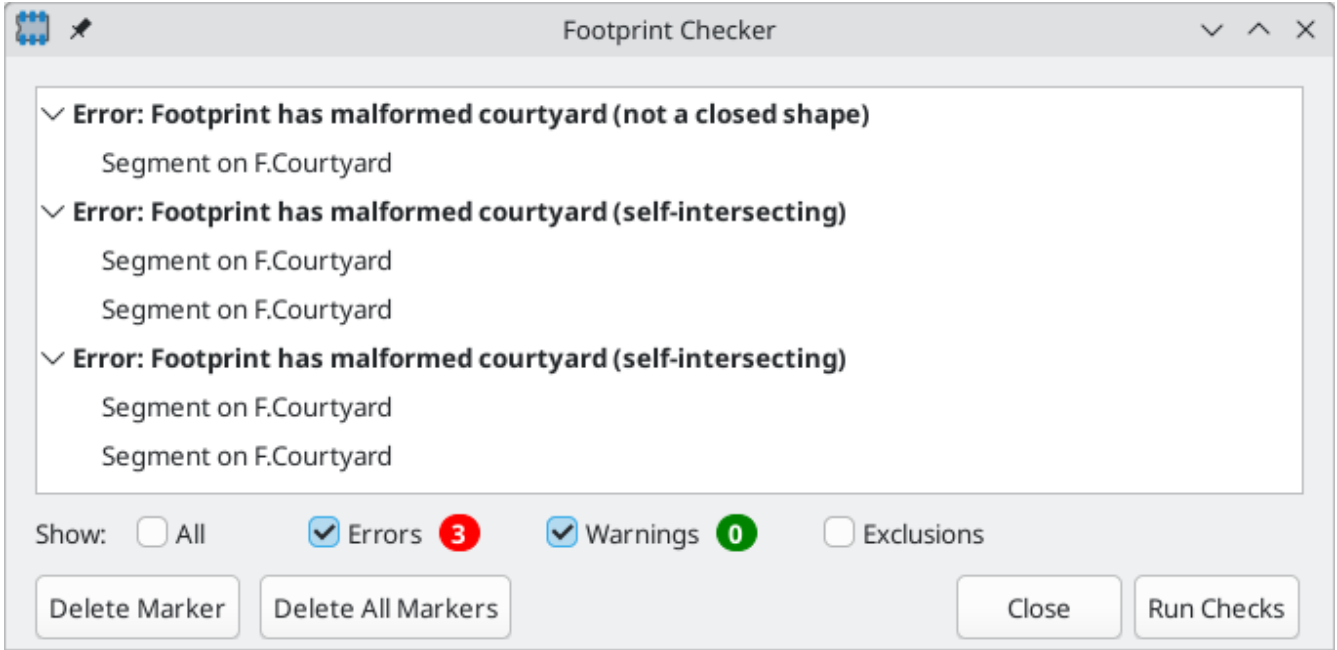 Footprint Checker
Error: Footprint has malformed courtyard (not a closed shape)
Segment on F.Courtyard
Error: Footprint has malformed courtyard (self-intersecting)
Segment on F.Courtyard
Segment on F.Courtyard
Error: Footprint has malformed courtyard (self-intersecting)
Segment on F.Courtyard
Segment on F.Courtyard
Show: All Errors 3 Warnings 0 Exclusions
Delete Marker Delete All Markers Close Run Checks